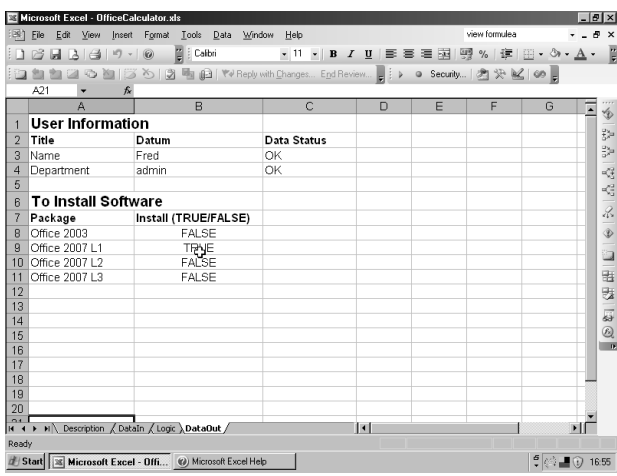 Microsoft Excel - OfficeCalculator.xls
File Edit View Insert Format Tools Data Window Help view formulea
Calibri 11 B I U %
Reply with Changes... End Review... Security...
A21 fx
A B C D E F G
1 User Information
2 Title Datum Data Status
3 Name Fred OK
4 Department admin OK
5
6 To Install Software
7 Package Install (TRUE/FALSE)
8 Office 2003 FALSE
9 Office 2007 L1 TRUE
10 Office 2007 L2 FALSE
11 Office 2007 L3 FALSE
12
13
14
15
16
17
18
19
20
21
Description DataIn Logic DataOut
Ready
Start Microsoft Excel - Offi... Microsoft Excel Help 16:55